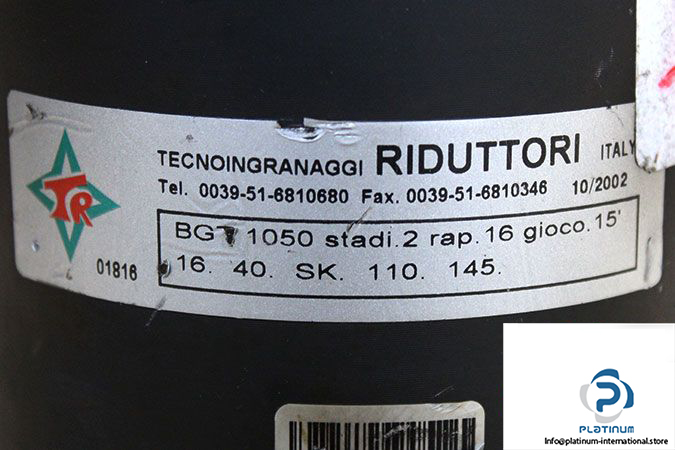 TECNOINGRANAGGI RIDUTTORI ITALY
Tel. 0039-51-6810680 Fax. 0039-51-6810346 10/2002
TR
01816
BGT 1050 stadi.2 rap.16 gioco.15'
16. 40. SK. 110. 145.
PLATINUM
Info@platinum-international.store